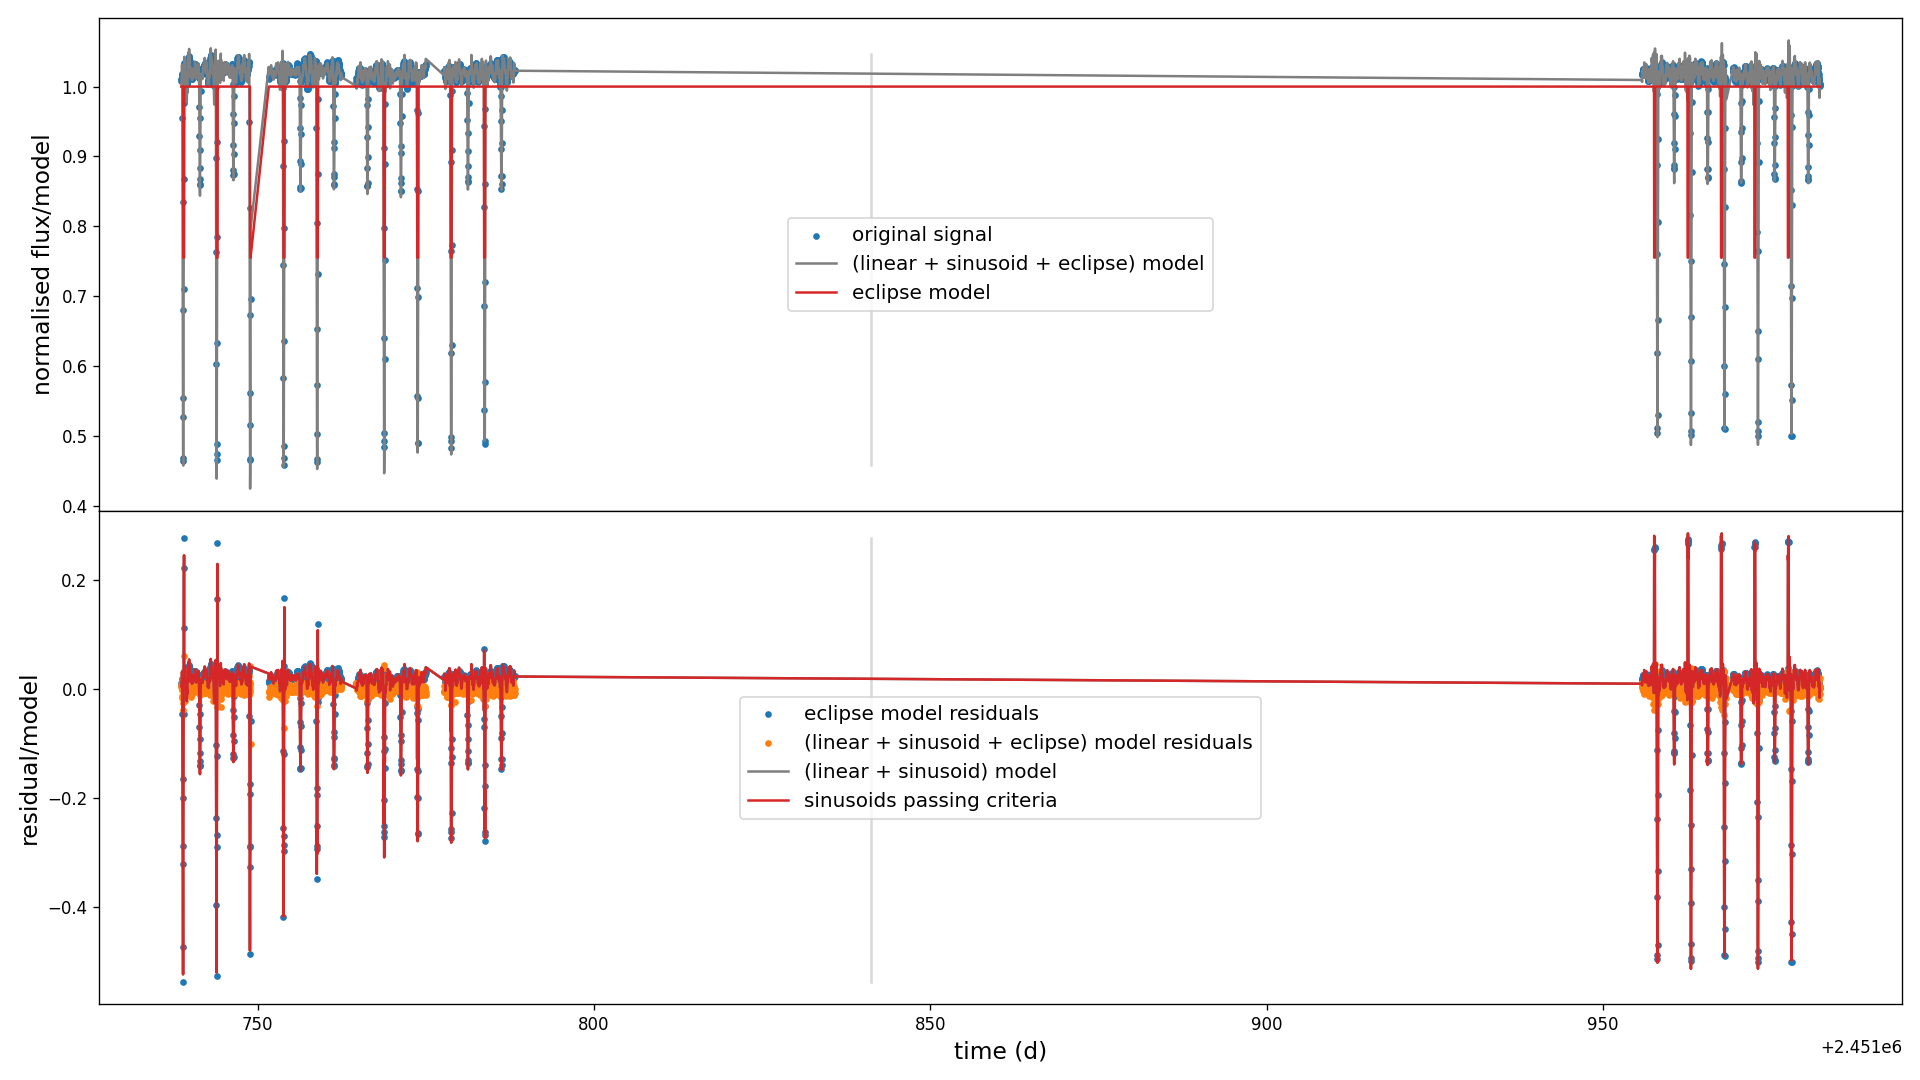 normalised flux/model
1.0
0.9
0.8
0.7
0.6
0.5
0.4
original signal
(linear + sinusoid + eclipse) model
eclipse model
residual/model
0.2
0.0
−0.2
−0.4
eclipse model residuals
(linear + sinusoid + eclipse) model residuals
(linear + sinusoid) model
sinusoids passing criteria
750
800
850
900
950
time (d)
+2.451e6